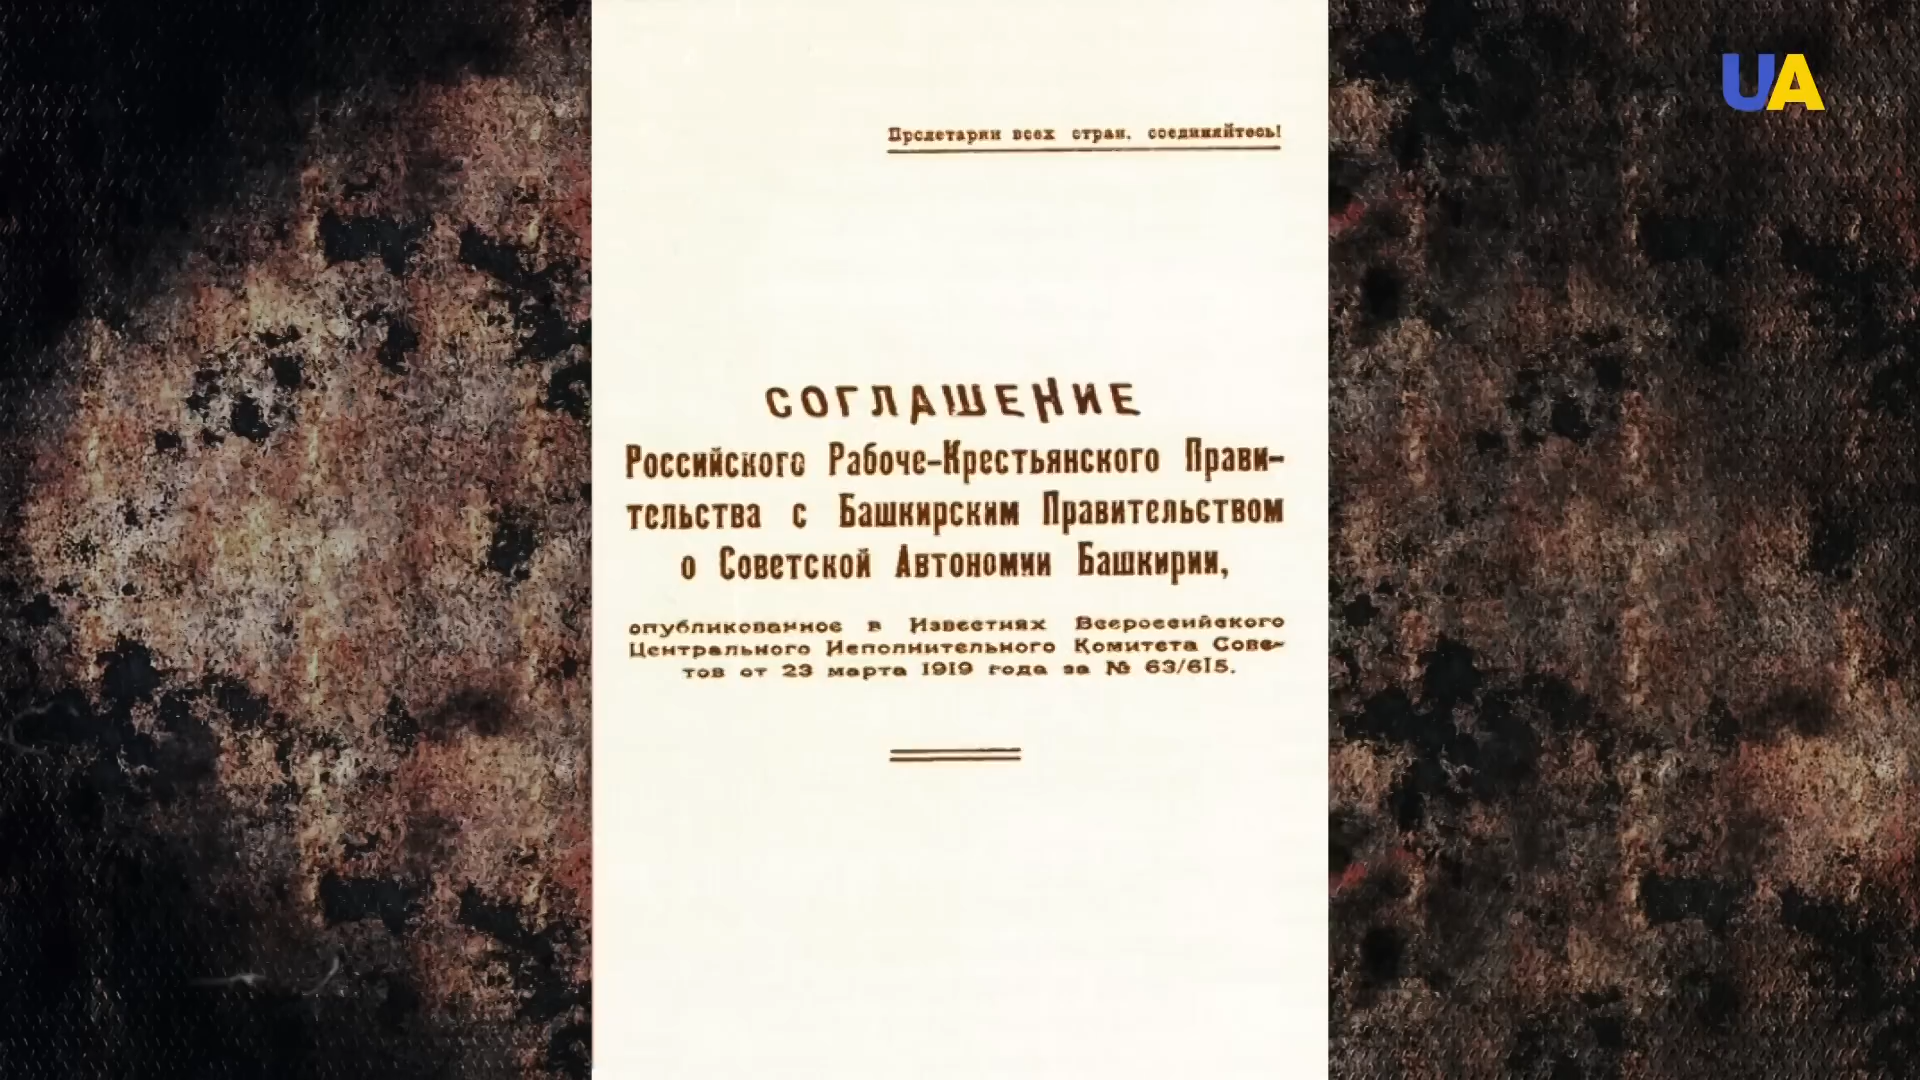 UA
Пролетарии всех стран, соединяйтесь!
СОГЛАШЕНИЕ
Российского Рабоче-Крестьянского Прави-
тельства с Башкирским Правительством
о Советской Автономии Башкирии,
опубликованное в Известиях Всероссийского
Центрального Исполнительного Комитета Сове-
тов от 23 марта 1919 года за № 63/615.